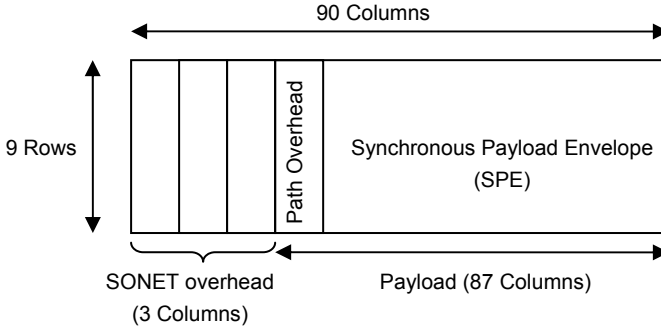 90 Columns
9 Rows
Path Overhead
Synchronous Payload Envelope
(SPE)
SONET overhead
(3 Columns)
Payload (87 Columns)